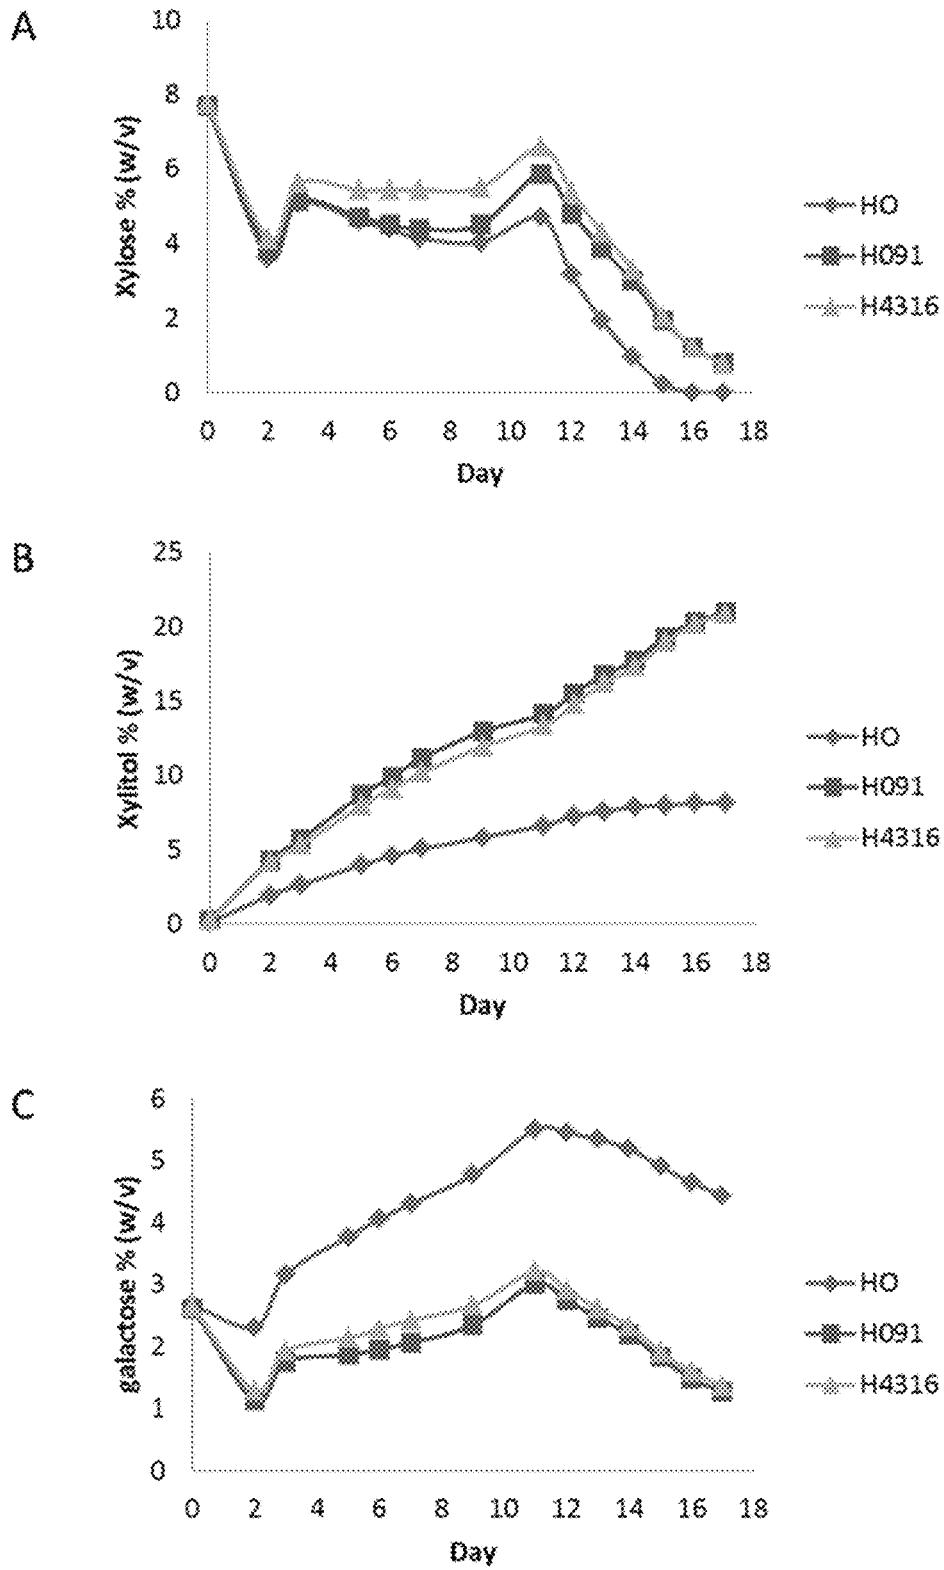 A
Xylose % (w/v)
10
8
6
4
2
0
0 2 4 6 8 10 12 14 16 18
Day
HO
H091
H4316
B
Xylitol % (w/v)
25
20
15
10
5
0
0 2 4 6 8 10 12 14 16 18
Day
HO
H091
H4316
C
galactose % (w/v)
6
5
4
3
2
1
0
0 2 4 6 8 10 12 14 16 18
Day
HO
H091
H4316